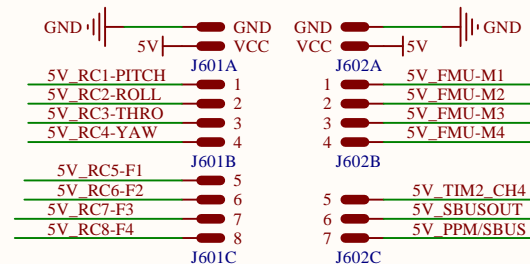 GND GND GND GND
5V VCC VCC 5V
J601A J602A
5V_RC1-PITCH 1 1 5V_FMU-M1
5V_RC2-ROLL 2 2 5V_FMU-M2
5V_RC3-THRO 3 3 5V_FMU-M3
5V_RC4-YAW 4 4 5V_FMU-M4
J601B J602B
5V_RC5-F1 5
5V_RC6-F2 6 5 5V_TIM2_CH4
5V_RC7-F3 7 6 5V_SBUSOUT
5V_RC8-F4 8 7 5V_PPM/SBUS
J601C J602C